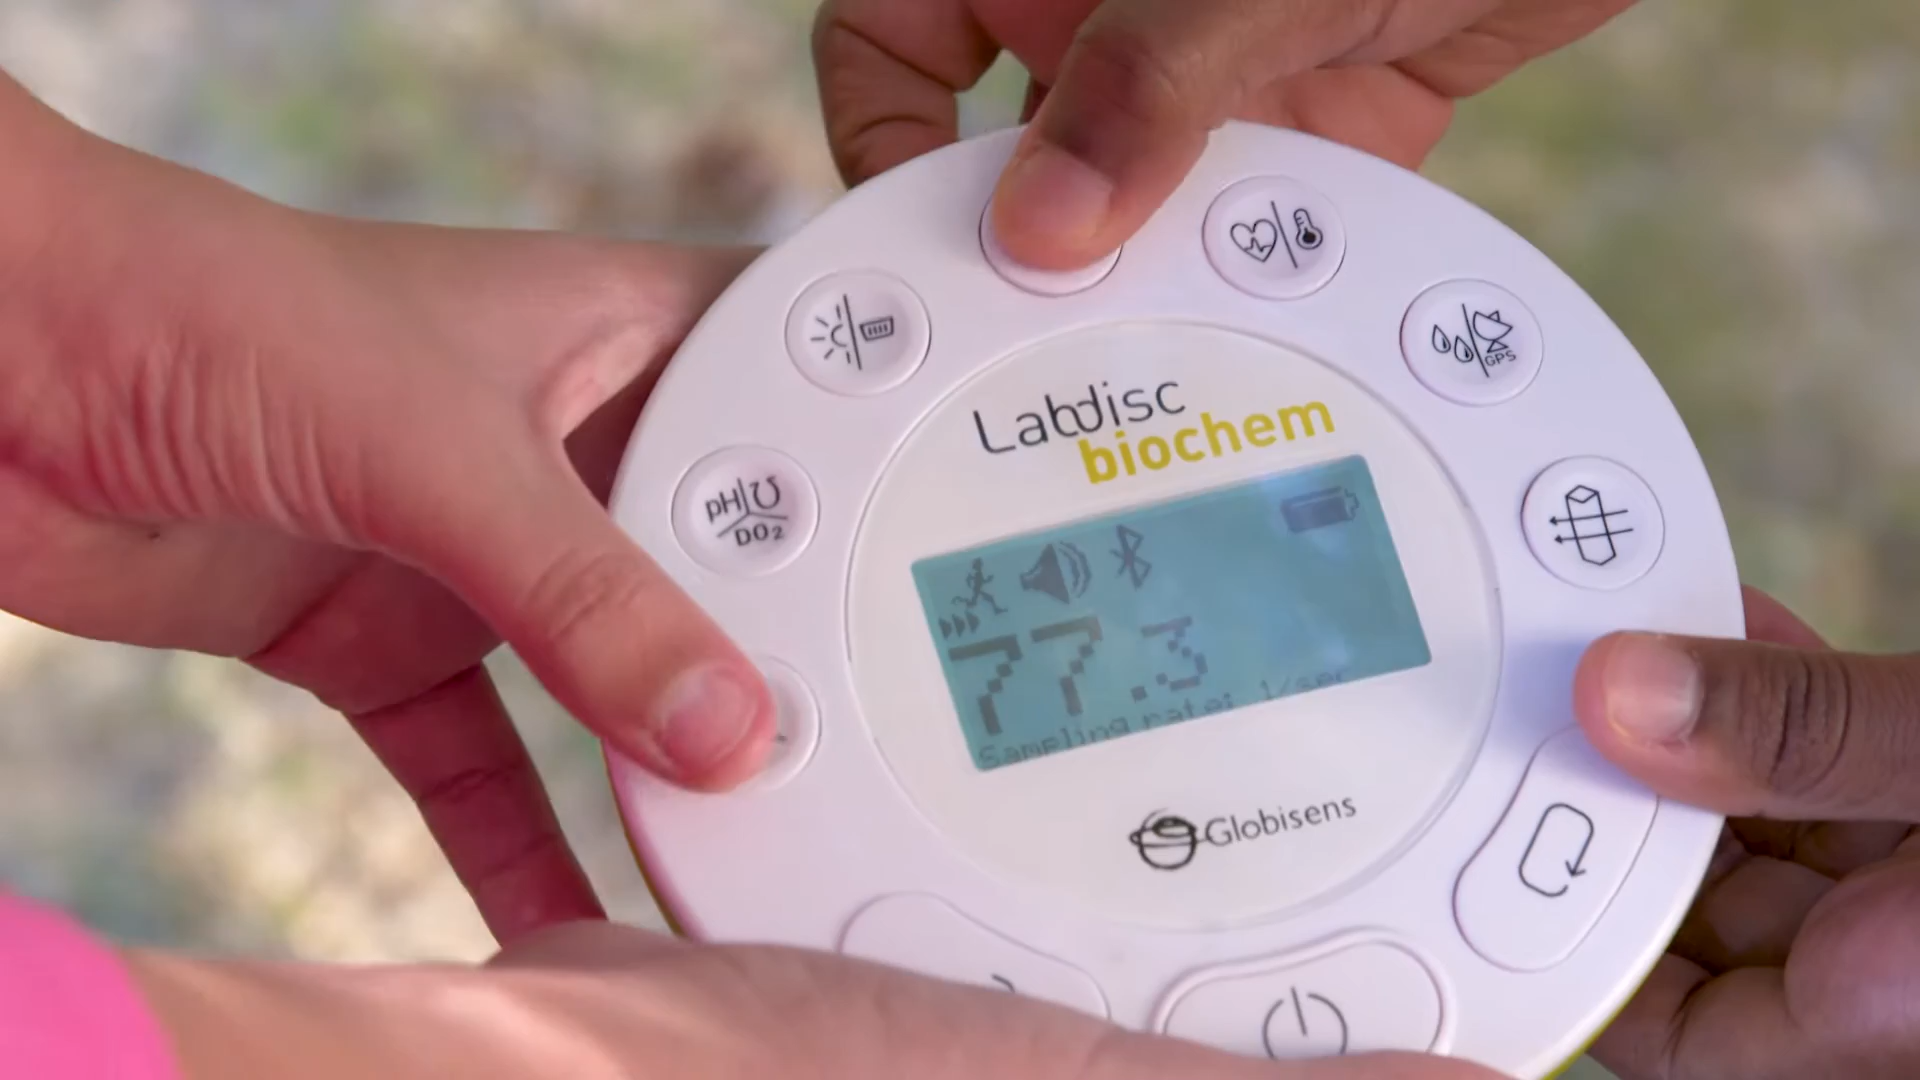 GPS
pH
DO₂
Labdisc
biochem
77.3
Sampling rate: 1/sec
Globisens